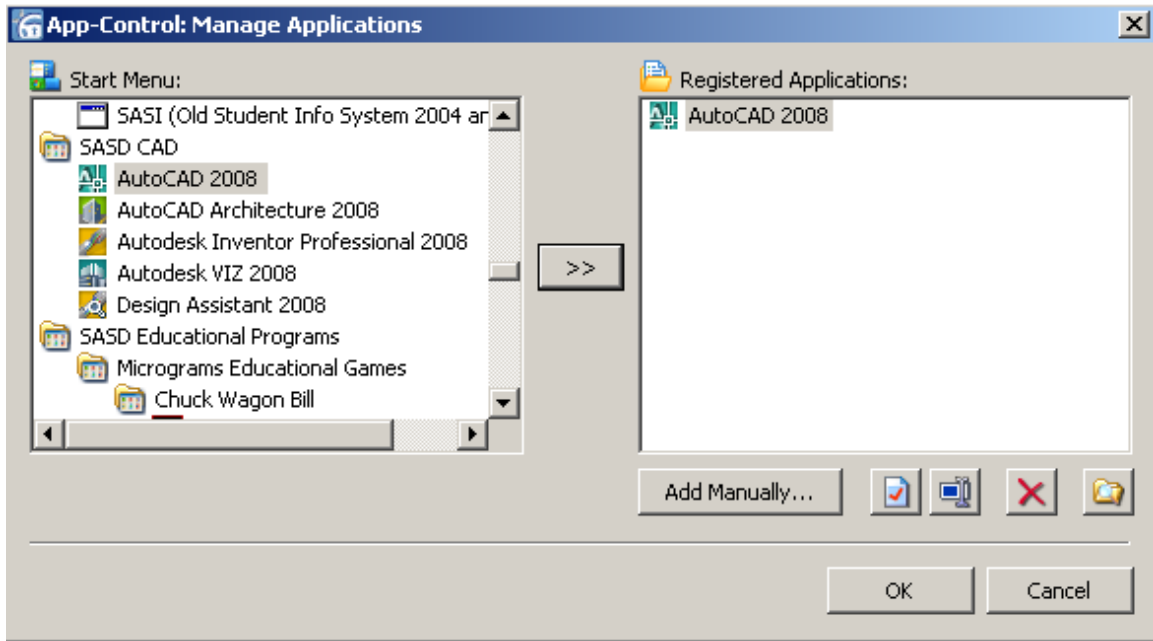 App-Control: Manage Applications
Start Menu:
SASI (Old Student Info System 2004 ar
SASD CAD
AutoCAD 2008
AutoCAD Architecture 2008
Autodesk Inventor Professional 2008
Autodesk VIZ 2008
Design Assistant 2008
SASD Educational Programs
Micrograms Educational Games
Chuck Wagon Bill
>>
Registered Applications:
AutoCAD 2008
Add Manually...
OK
Cancel